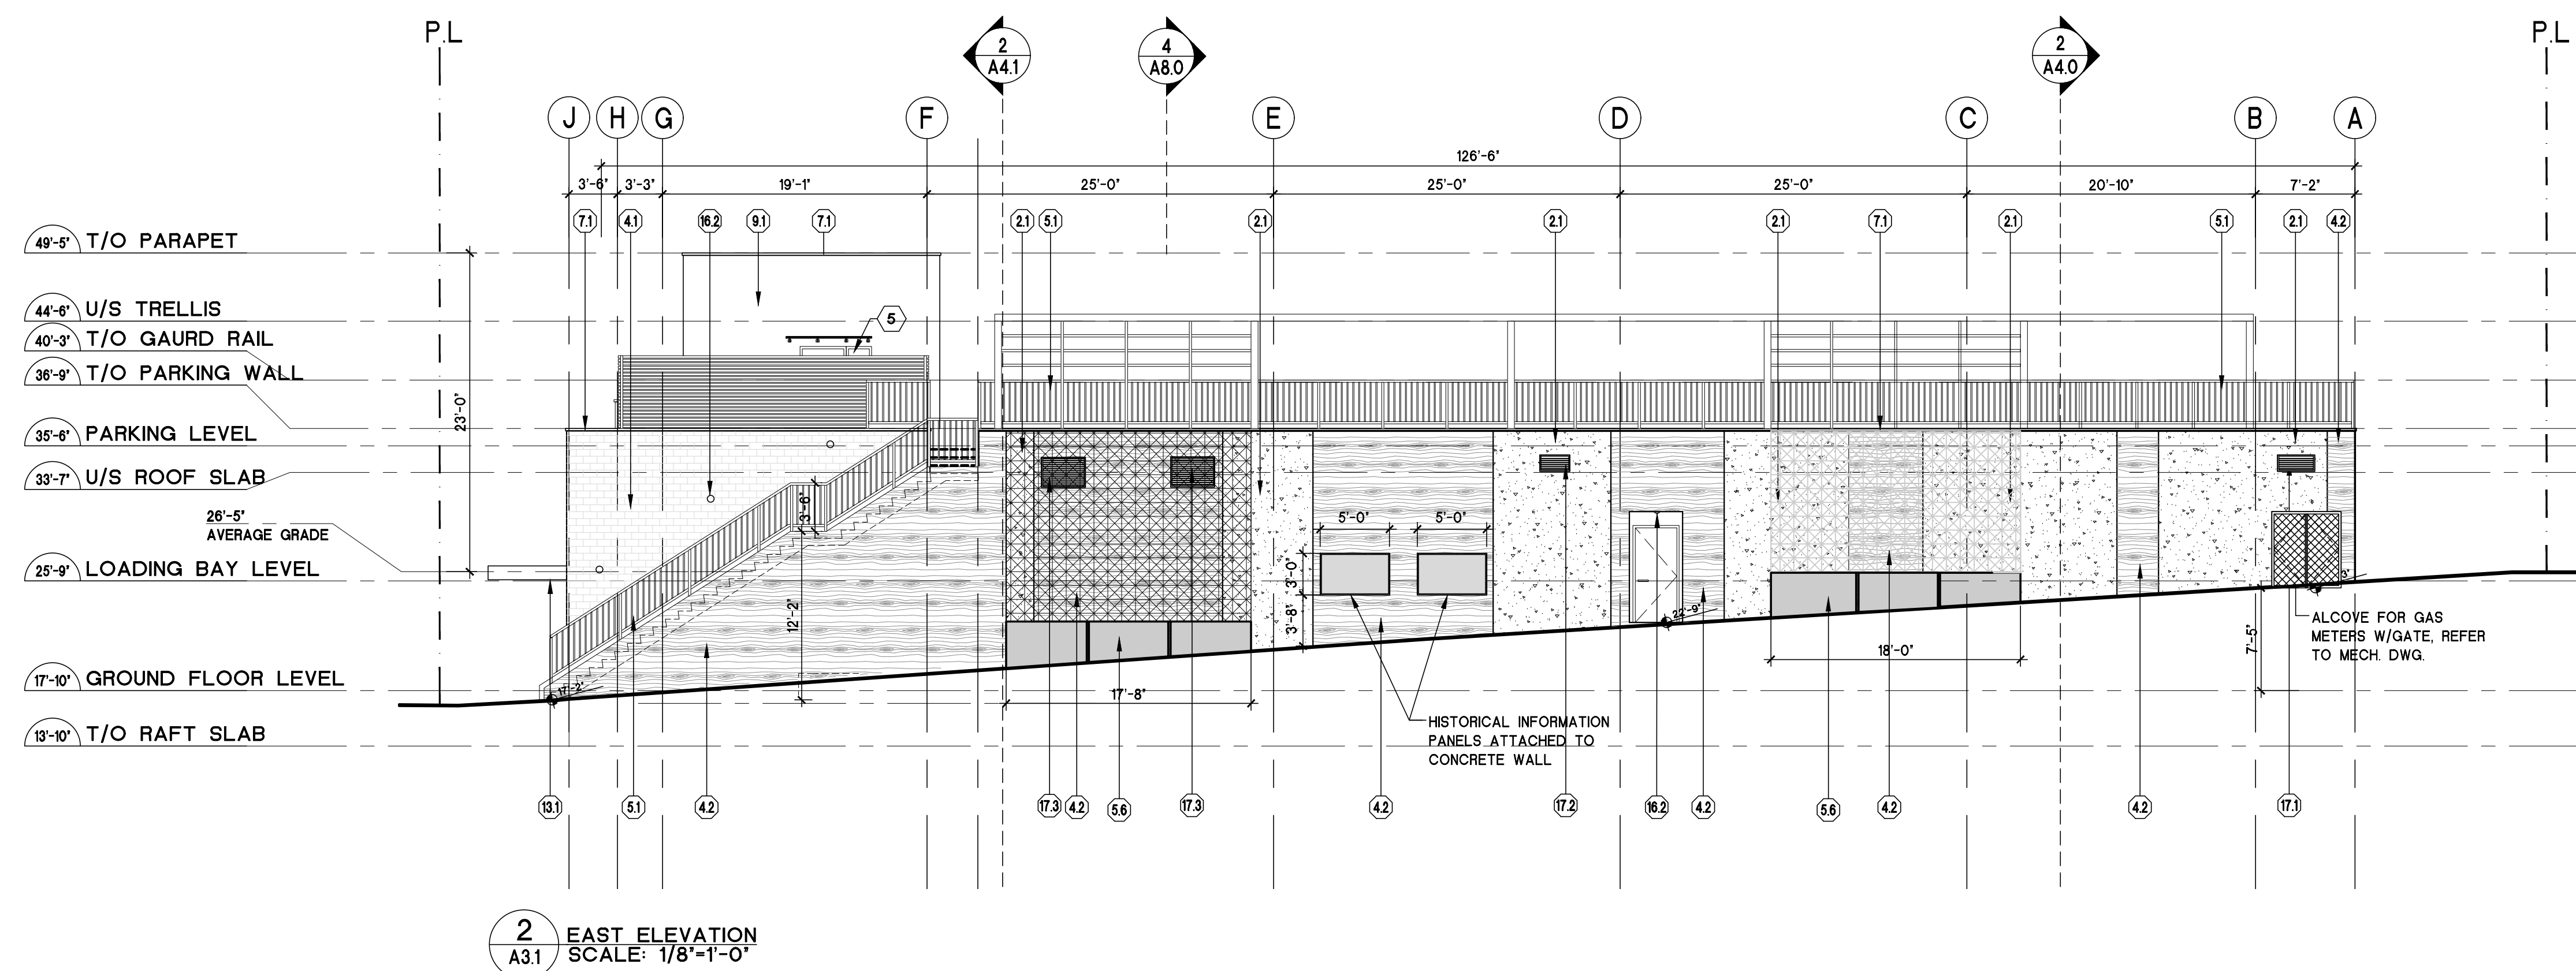 P.L
2
A4.1
4
A8.0
2
A4.0
P.L
J
H
G
F
E
D
C
B
A
126'-6"
3'-6"
3'-3"
19'-1"
25'-0"
25'-0"
25'-0"
20'-10"
7'-2"
7.1
4.1
16.2
9.1
7.1
2.1
5.1
2.1
2.1
2.1
7.1
2.1
5.1
2.1
4.2
49'-5" T/O PARAPET
44'-6" U/S TRELLIS
5
40'-3" T/O GAURD RAIL
36'-9" T/O PARKING WALL
23'-0"
35'-6" PARKING LEVEL
33'-7" U/S ROOF SLAB
3'-6"
26'-5"
AVERAGE GRADE
5'-0"
5'-0"
25'-9" LOADING BAY LEVEL
3'-0"
3'-8"
12'-2"
22'-9"
3"
7'-5"
ALCOVE FOR GAS
METERS W/GATE, REFER
TO MECH. DWG.
18'-0"
17'-10" GROUND FLOOR LEVEL
17'-2"
17'-8"
HISTORICAL INFORMATION
PANELS ATTACHED TO
CONCRETE WALL
13'-10" T/O RAFT SLAB
13.1
5.1
4.2
17.3
4.2
5.6
17.3
4.2
17.2
16.2
4.2
5.6
4.2
4.2
17.1
2
A3.1
EAST ELEVATION
SCALE: 1/8"=1'-0"